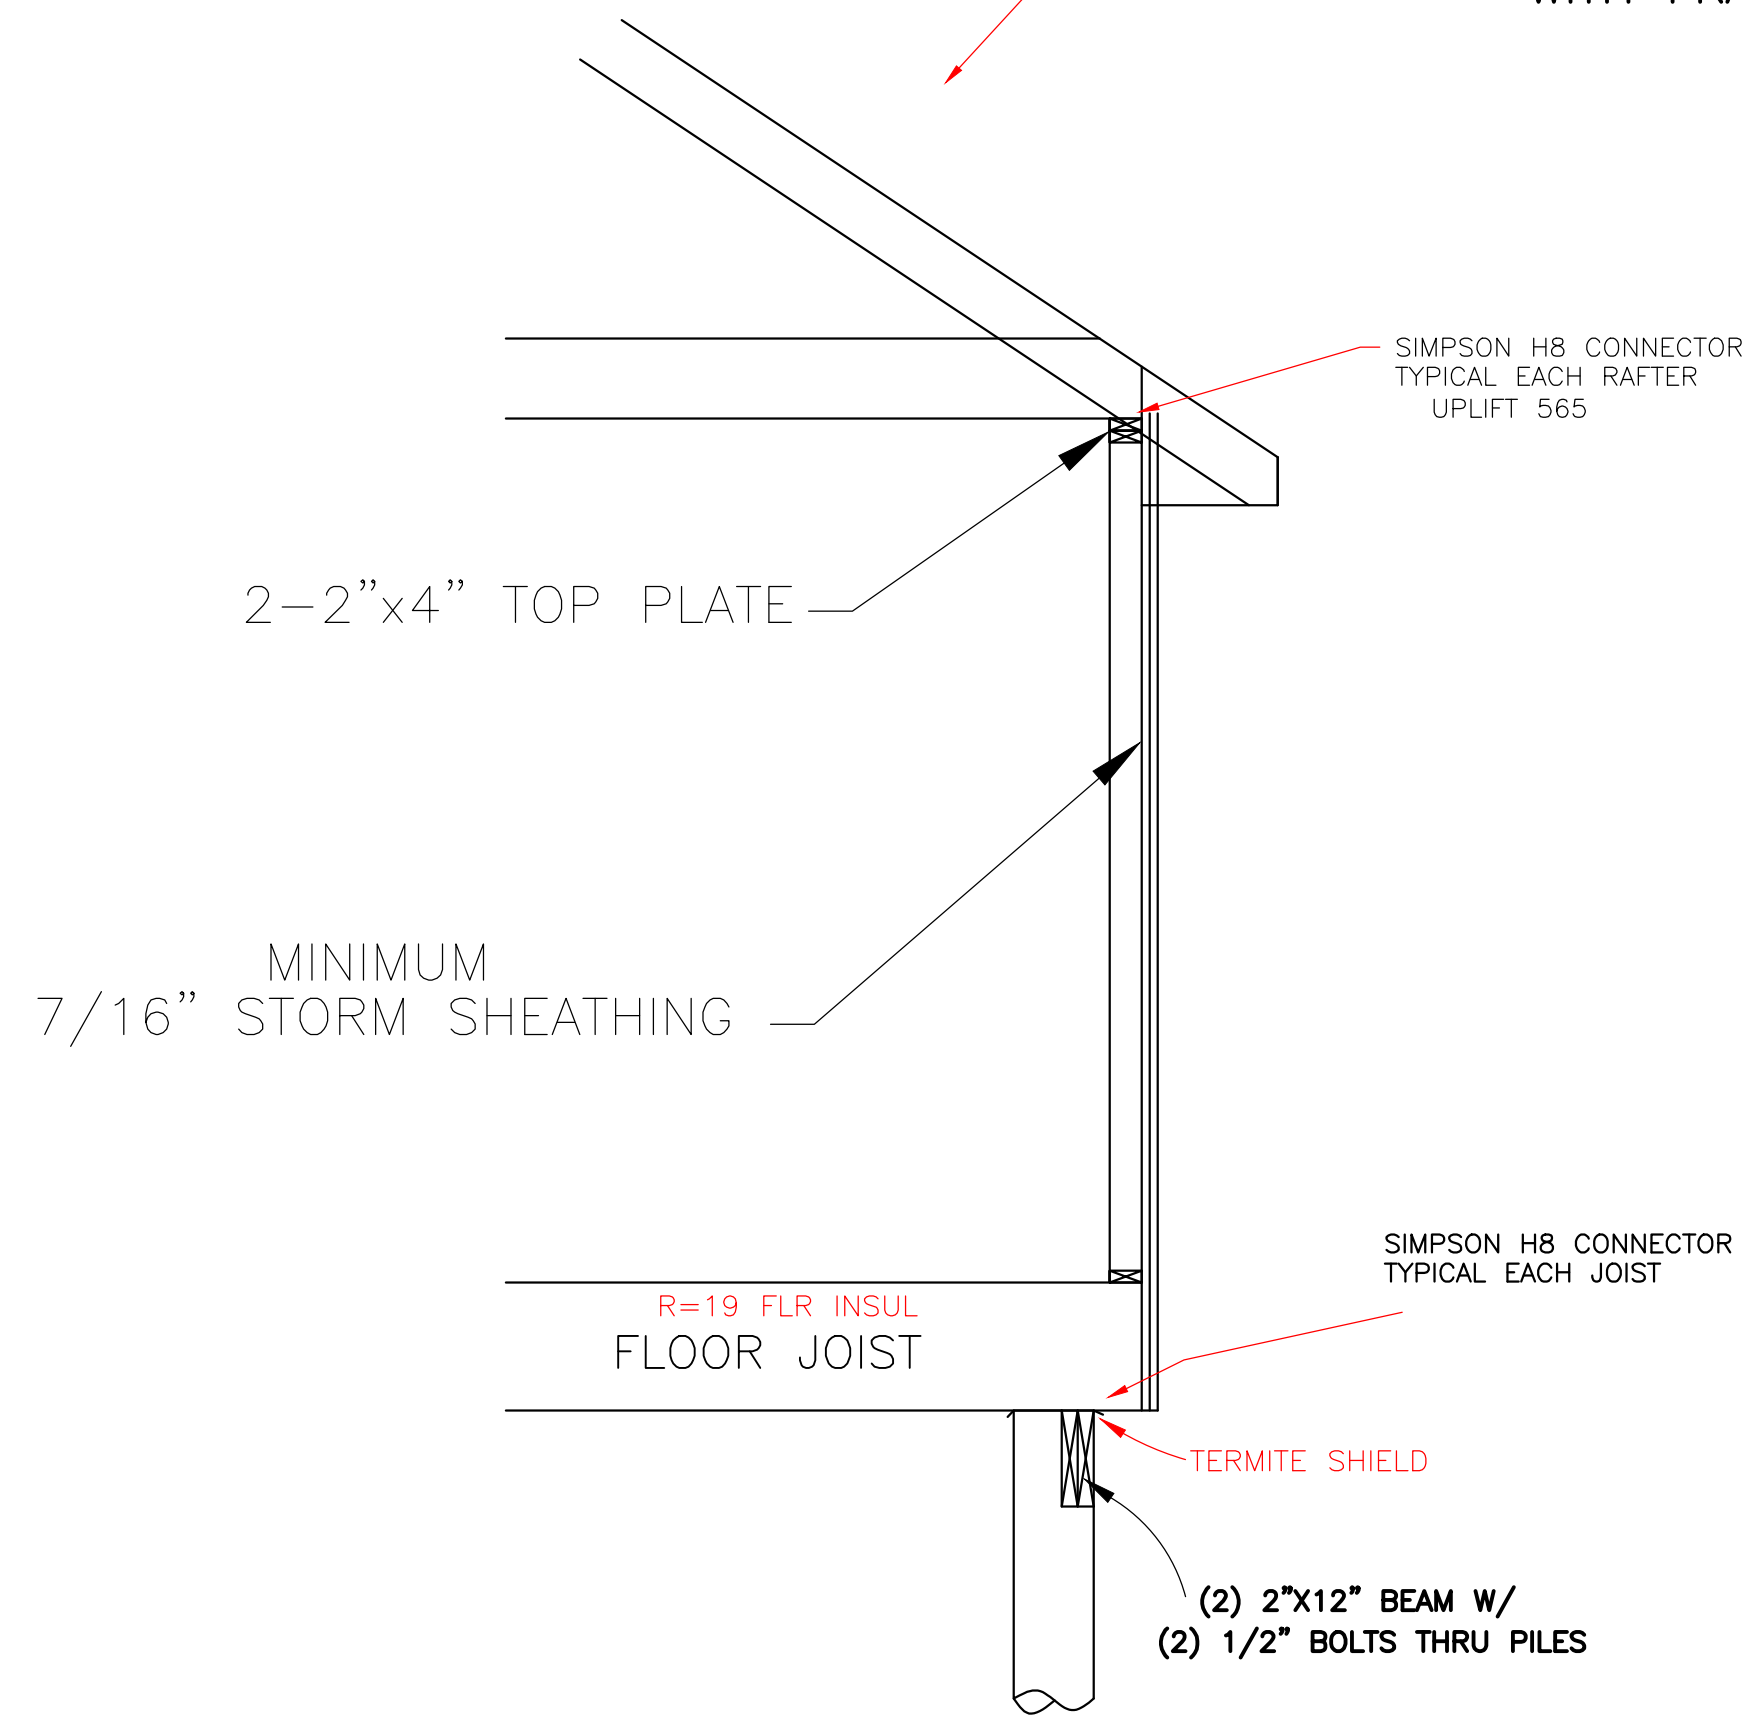 SIMPSON H8 CONNECTOR
TYPICAL EACH RAFTER
UPLIFT 565
2-2”x4” TOP PLATE
MINIMUM
7/16” STORM SHEATHING
SIMPSON H8 CONNECTOR
TYPICAL EACH JOIST
R=19 FLR INSUL
FLOOR JOIST
TERMITE SHIELD
(2) 2”X12” BEAM W/
(2) 1/2” BOLTS THRU PILES